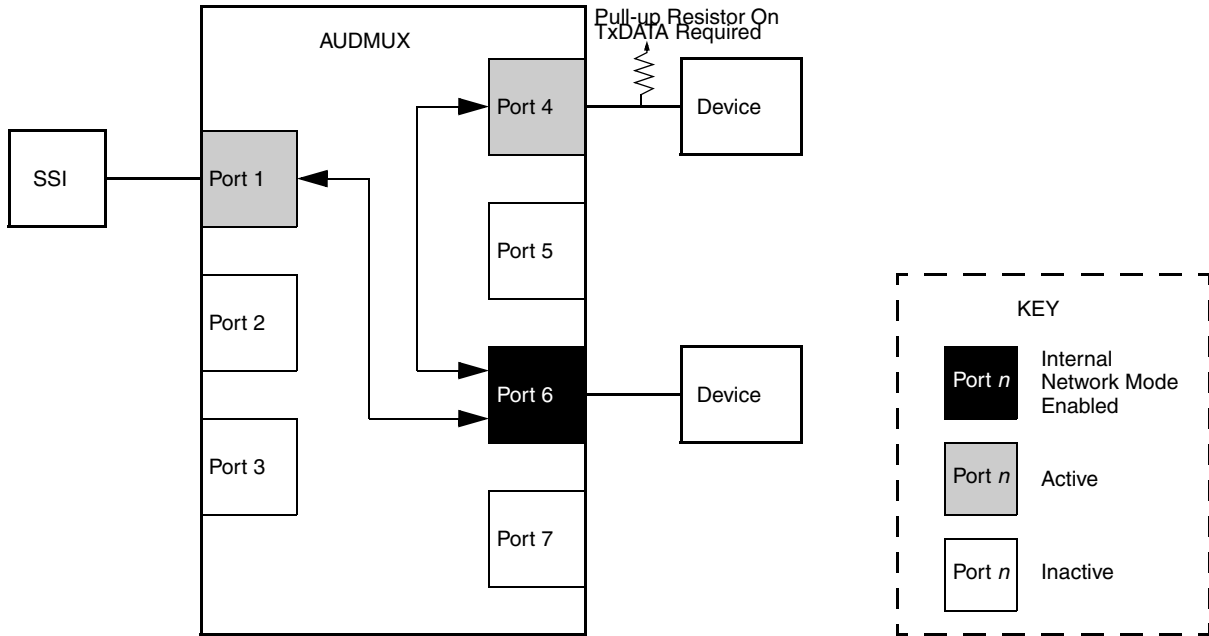 Pull-up Resistor On
TxDATA Required
AUDMUX
Port 4
Device
SSI
Port 1
Port 5
Port 2
Port 6
Device
Port 3
Port 7
KEY
Port n
Internal
Network Mode
Enabled
Port n
Active
Port n
Inactive